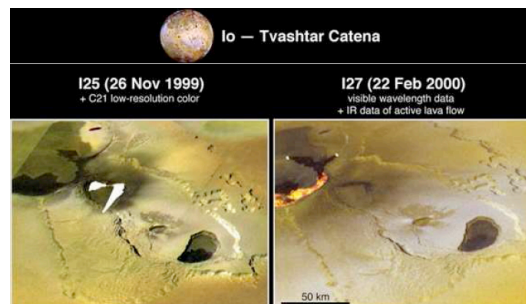 Io — Tvashtar Catena
I25 (26 Nov 1999)
+ C21 low-resolution color
I27 (22 Feb 2000)
visible wavelength data
+ IR data of active lava flow
50 km